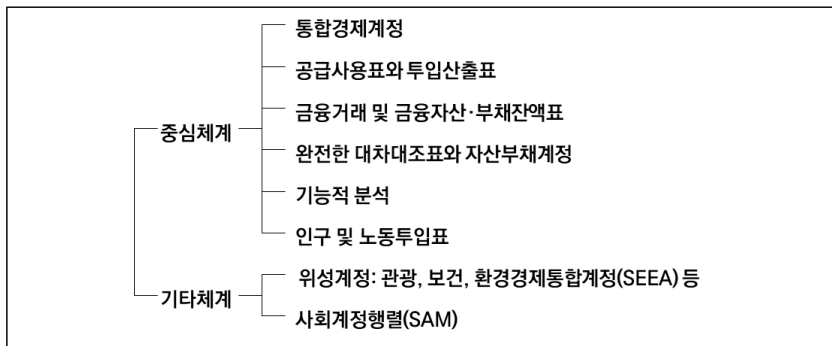 통합경제계정
공급사용표와 투입산출표
금융거래 및 금융자산·부채잔액표
중심체계
완전한 대차대조표와 자산부채계정
기능적 분석
인구 및 노동투입표
위성계정: 관광, 보건, 환경경제통합계정(SEEA) 등
기타체계
사회계정행렬(SAM)